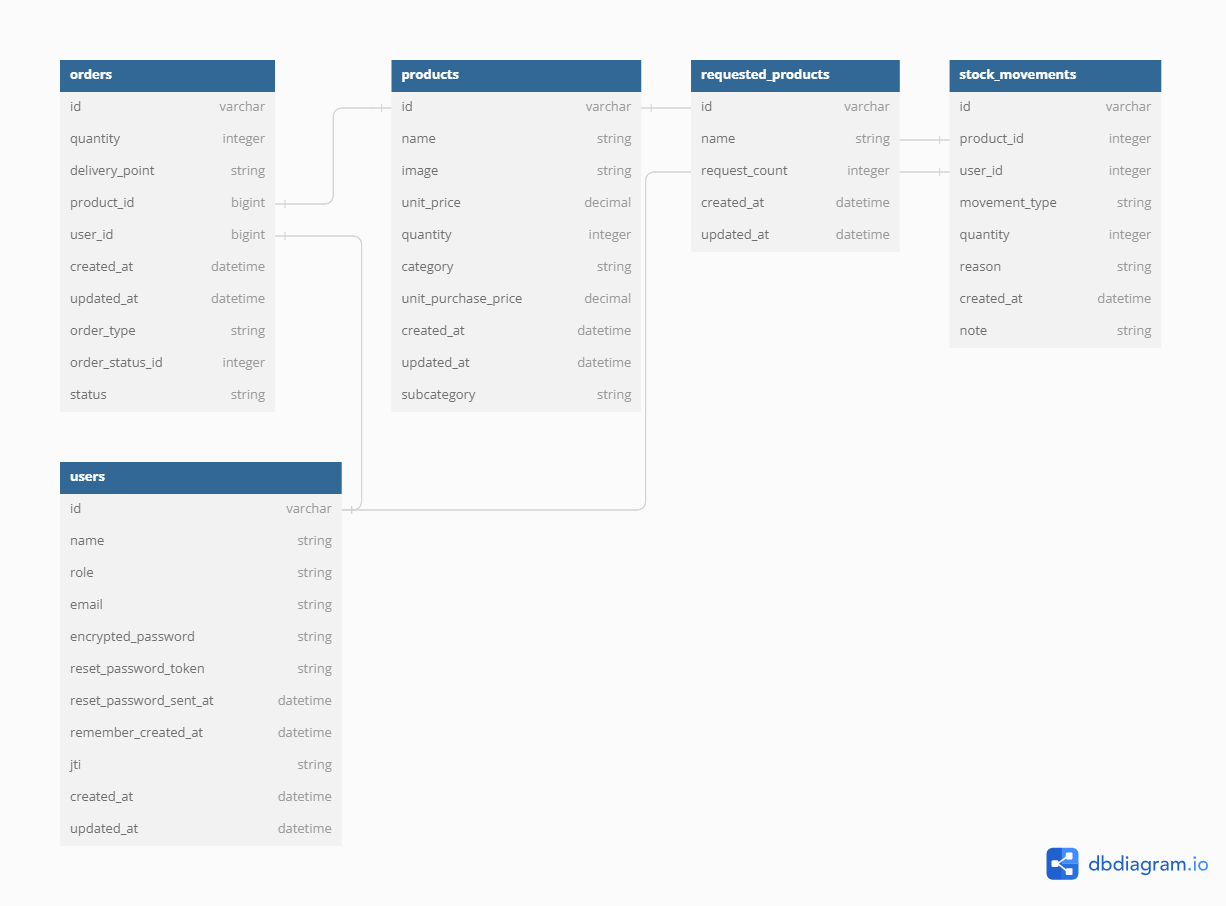 orders
id varchar
quantity integer
delivery_point string
product_id bigint
user_id bigint
created_at datetime
updated_at datetime
order_type string
order_status_id integer
status string
products
id varchar
name string
image string
unit_price decimal
quantity integer
category string
unit_purchase_price decimal
created_at datetime
updated_at datetime
subcategory string
requested_products
id varchar
name string
request_count integer
created_at datetime
updated_at datetime
stock_movements
id varchar
product_id integer
user_id integer
movement_type string
quantity integer
reason string
created_at datetime
note string
users
id varchar
name string
role string
email string
encrypted_password string
reset_password_token string
reset_password_sent_at datetime
remember_created_at datetime
jti string
created_at datetime
updated_at datetime
dbdiagram.io